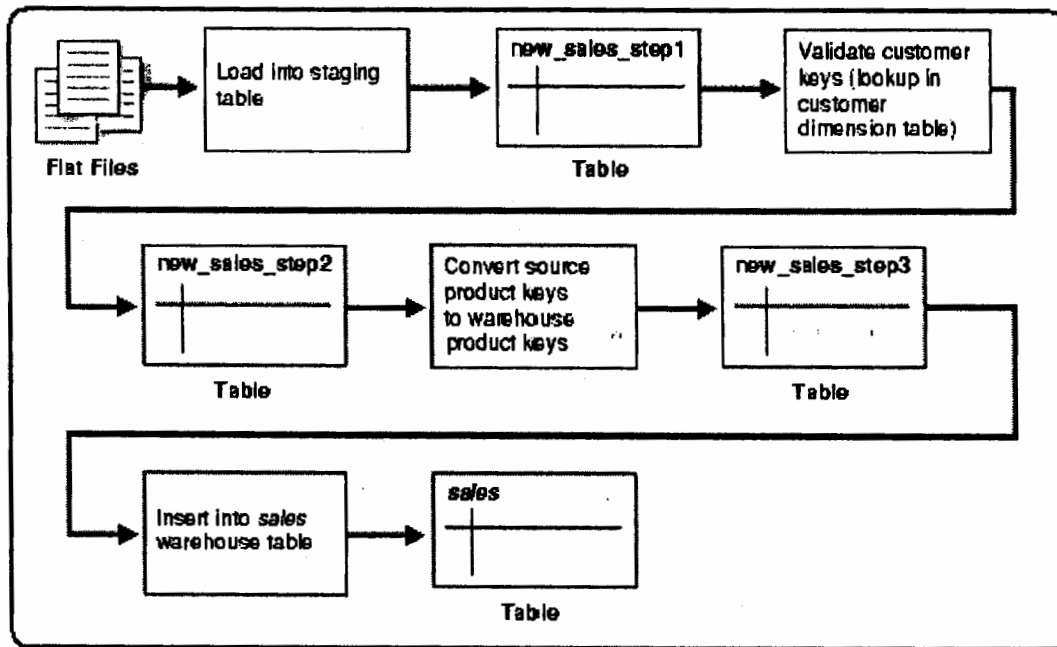 new_sales_step1
Load into staging
table
Validate customer
keys (lookup in
customer
dimension table)
Flat Files
Table
new_sales_step2
Convert source
product keys
to warehouse
product keys
new_sales_step3
Table
Table
Insert into sales
warehouse table
sales
Table